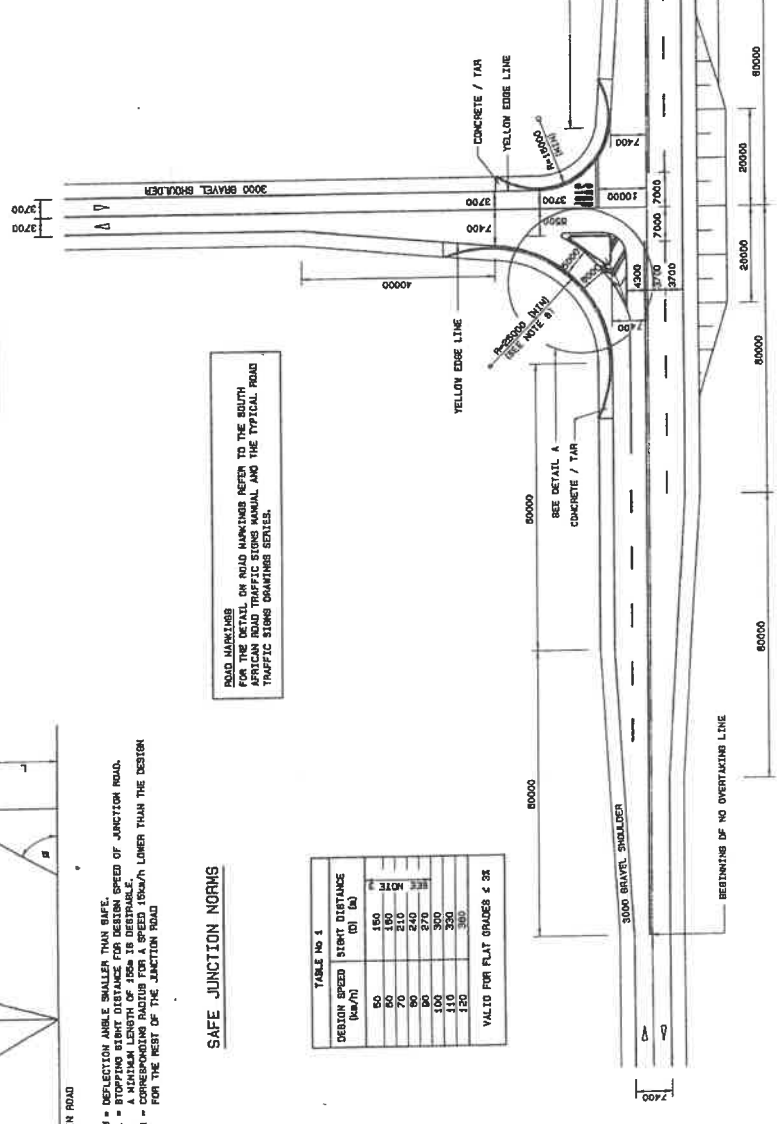 N ROAD
= DEFLECTION ANGLE SMALLER THAN SAFE.
= STOPPING SIGHT DISTANCE FOR DESIGN SPEED OF JUNCTION ROAD.
A MINIMUM LENGTH OF 155m IS DESIRABLE.
= CORRESPONDING RADIUS FOR A SPEED 15km/h LOWER THAN THE DESIGN
FOR THE REST OF THE JUNCTION ROAD
ø
L
SAFE JUNCTION NORMS
TABLE No 1
DESIGN SPEED (km/h) SIGHT DISTANCE (D) (m)
50 150
60 180
70 210
80 240
90 270
100 300
110 330
120 360
SEE NOTE
VALID FOR FLAT GRADES ≤ 3%
ROAD MARKINGS
FOR THE DETAIL ON ROAD MARKINGS REFER TO THE SOUTH
AFRICAN ROAD TRAFFIC SIGNS MANUAL AND THE TYPICAL ROAD
TRAFFIC SIGNS DRAWINGS SERIES.
3700
3700
3000 GRAVEL SHOULDER
CONCRETE / TAR
YELLOW EDGE LINE
R=15000
(MIN)
40000
YELLOW EDGE LINE
7400
3700
3700
5500
10000
7400
7000
7000
R=25000 (MIN)
(SEE NOTE 8)
5000
7400
4300
3700
3700
SEE DETAIL A
CONCRETE / TAR
60000
60000
3000 GRAVEL SHOULDER
7400
BEGINNING OF NO OVERTAKING LINE
60000
60000
20000
20000
60000